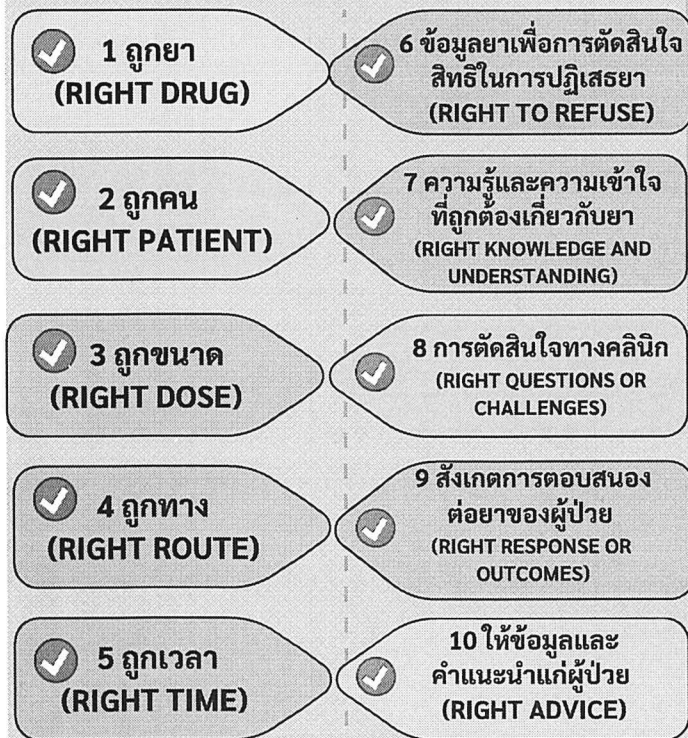 1 ถูกยา
(RIGHT DRUG)
2 ถูกคน
(RIGHT PATIENT)
3 ถูกขนาด
(RIGHT DOSE)
4 ถูกทาง
(RIGHT ROUTE)
5 ถูกเวลา
(RIGHT TIME)
6 ข้อมูลยาเพื่อการตัดสินใจ
สิทธิในการปฏิเสธยา
(RIGHT TO REFUSE)
7 ความรู้และความเข้าใจ
ที่ถูกต้องเกี่ยวกับยา
(RIGHT KNOWLEDGE AND
UNDERSTANDING)
8 การตัดสินใจทางคลินิก
(RIGHT QUESTIONS OR
CHALLENGES)
9 สังเกตการตอบสนอง
ต่อยาของผู้ป่วย
(RIGHT RESPONSE OR
OUTCOMES)
10 ให้ข้อมูลและ
คำแนะนำแก่ผู้ป่วย
(RIGHT ADVICE)